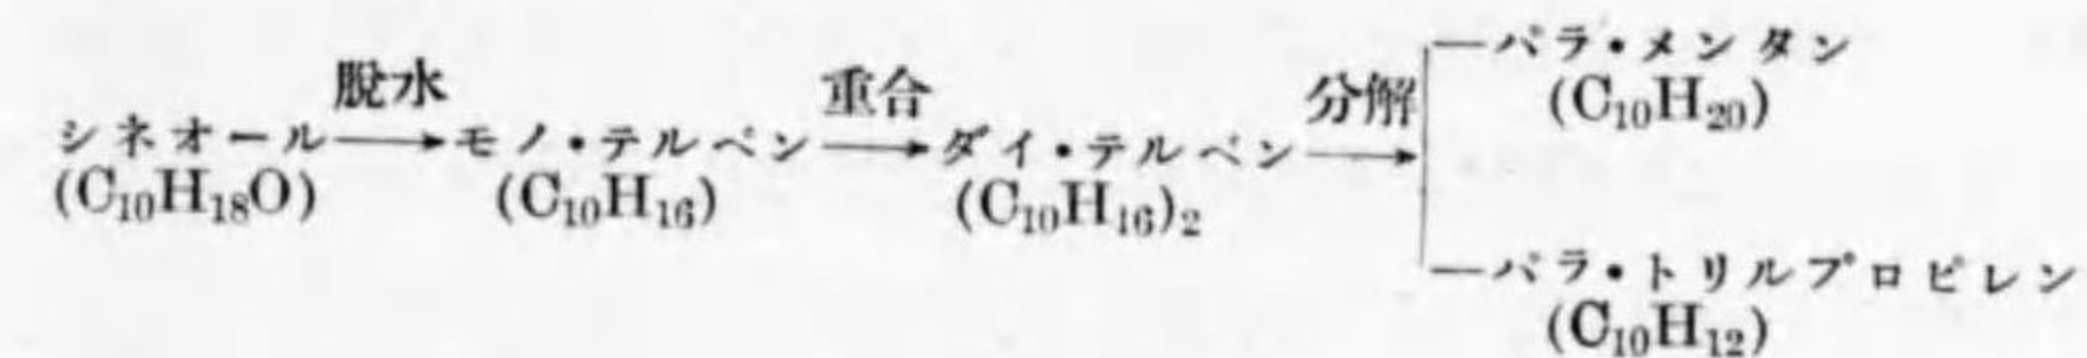 シネオール —脱水→ モノ・テルペン —重合→ ダイ・テルペン —分解→
(C₁₀H₁₈O) (C₁₀H₁₆) (C₁₀H₁₆)₂
—パラ・メンタン
(C₁₀H₂₀)
—パラ・トリルプロピレン
(C₁₀H₁₂)